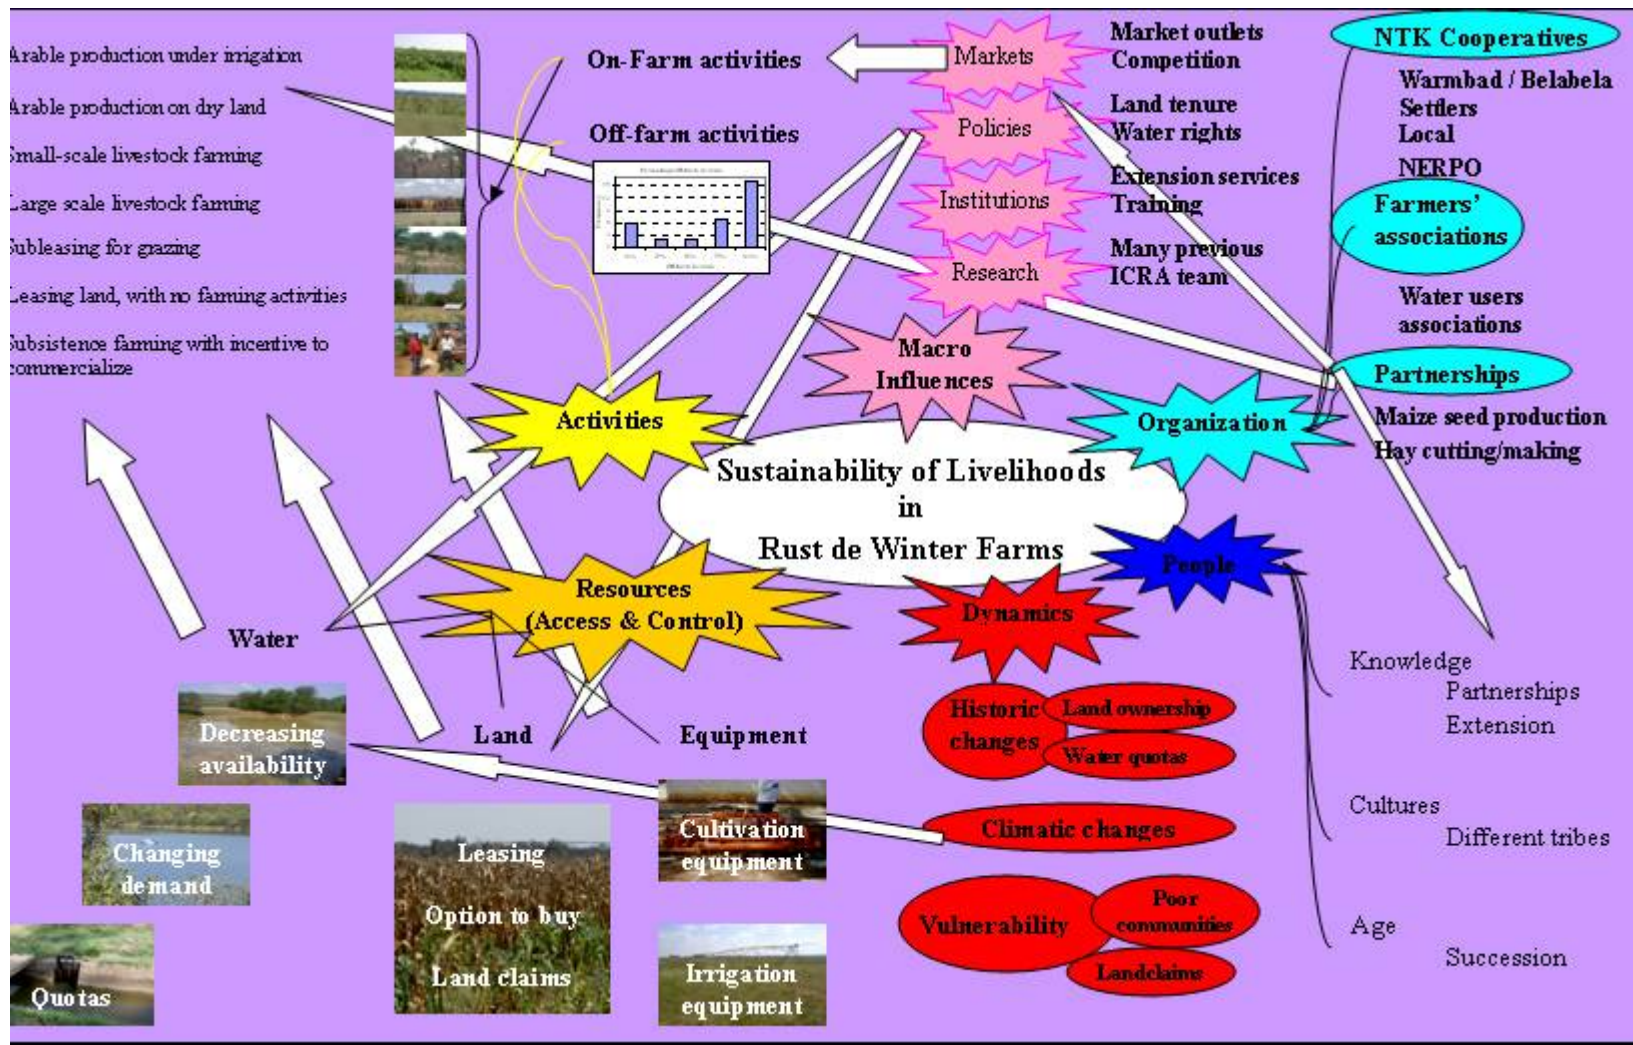 Arable production under irrigation
Arable production on dry land
Small-scale livestock farming
Large scale livestock farming
Subleasing for grazing
Leasing land, with no farming activities
Subsistence farming with incentive to
commercialize
On-Farm activities
Off-farm activities
Markets
Policies
Institutions
Research
Market outlets
Competition
Land tenure
Water rights
Extension services
Training
Many previous
ICRA team
NTK Cooperatives
Warmbad / Belabela
Settlers
Local
NERPO
Farmers’
associations
Water users
associations
Partnerships
Maize seed production
Hay cutting/making
Macro
Influences
Activities
Organization
Sustainability of Livelihoods
in
Rust de Winter Farms
People
Resources
(Access & Control)
Dynamics
Water
Land
Equipment
Decreasing
availability
Changing
demand
Quotas
Leasing
Option to buy
Land claims
Cultivation
equipment
Irrigation
equipment
Historic
changes
Land ownership
Water quotas
Climatic changes
Vulnerability
Poor
communities
Landclaims
Knowledge
Partnerships
Extension
Cultures
Different tribes
Age
Succession